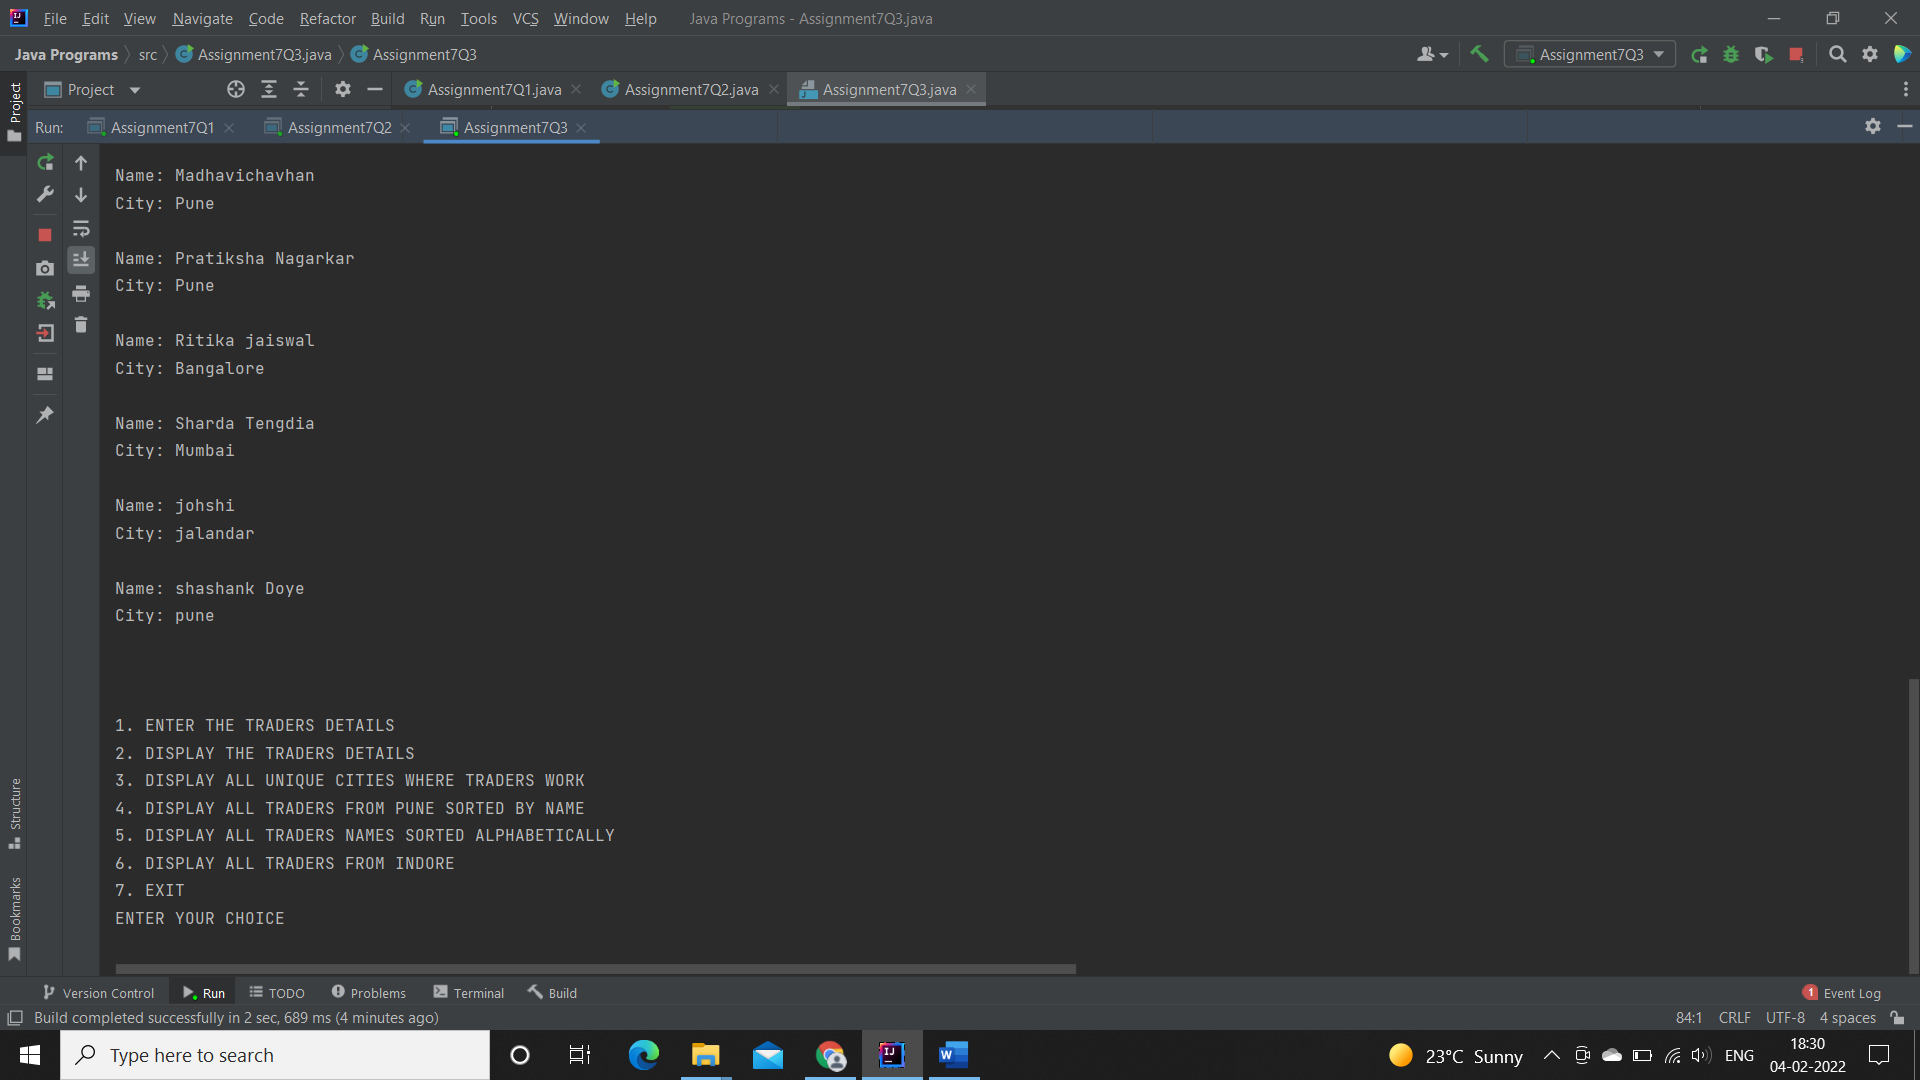 File Edit View Navigate Code Refactor Build Run Tools VCS Window Help Java Programs - Assignment7Q3.java
Java Programs src Assignment7Q3.java Assignment7Q3 Assignment7Q3
Project Project Assignment7Q1.java Assignment7Q2.java Assignment7Q3.java
Run: Assignment7Q1 Assignment7Q2 Assignment7Q3
Name: Madhavichavhan
City: Pune
Name: Pratiksha Nagarkar
City: Pune
Name: Ritika jaiswal
City: Bangalore
Name: Sharda Tengdia
City: Mumbai
Name: johshi
City: jalandar
Name: shashank Doye
City: pune
1. ENTER THE TRADERS DETAILS
2. DISPLAY THE TRADERS DETAILS
3. DISPLAY ALL UNIQUE CITIES WHERE TRADERS WORK
4. DISPLAY ALL TRADERS FROM PUNE SORTED BY NAME
5. DISPLAY ALL TRADERS NAMES SORTED ALPHABETICALLY
6. DISPLAY ALL TRADERS FROM INDORE
7. EXIT
ENTER YOUR CHOICE
Structure
Bookmarks
Version Control Run TODO Problems Terminal Build 1 Event Log
Build completed successfully in 2 sec, 689 ms (4 minutes ago) 84:1 CRLF UTF-8 4 spaces
Type here to search 23°C Sunny ENG 18:30
04-02-2022